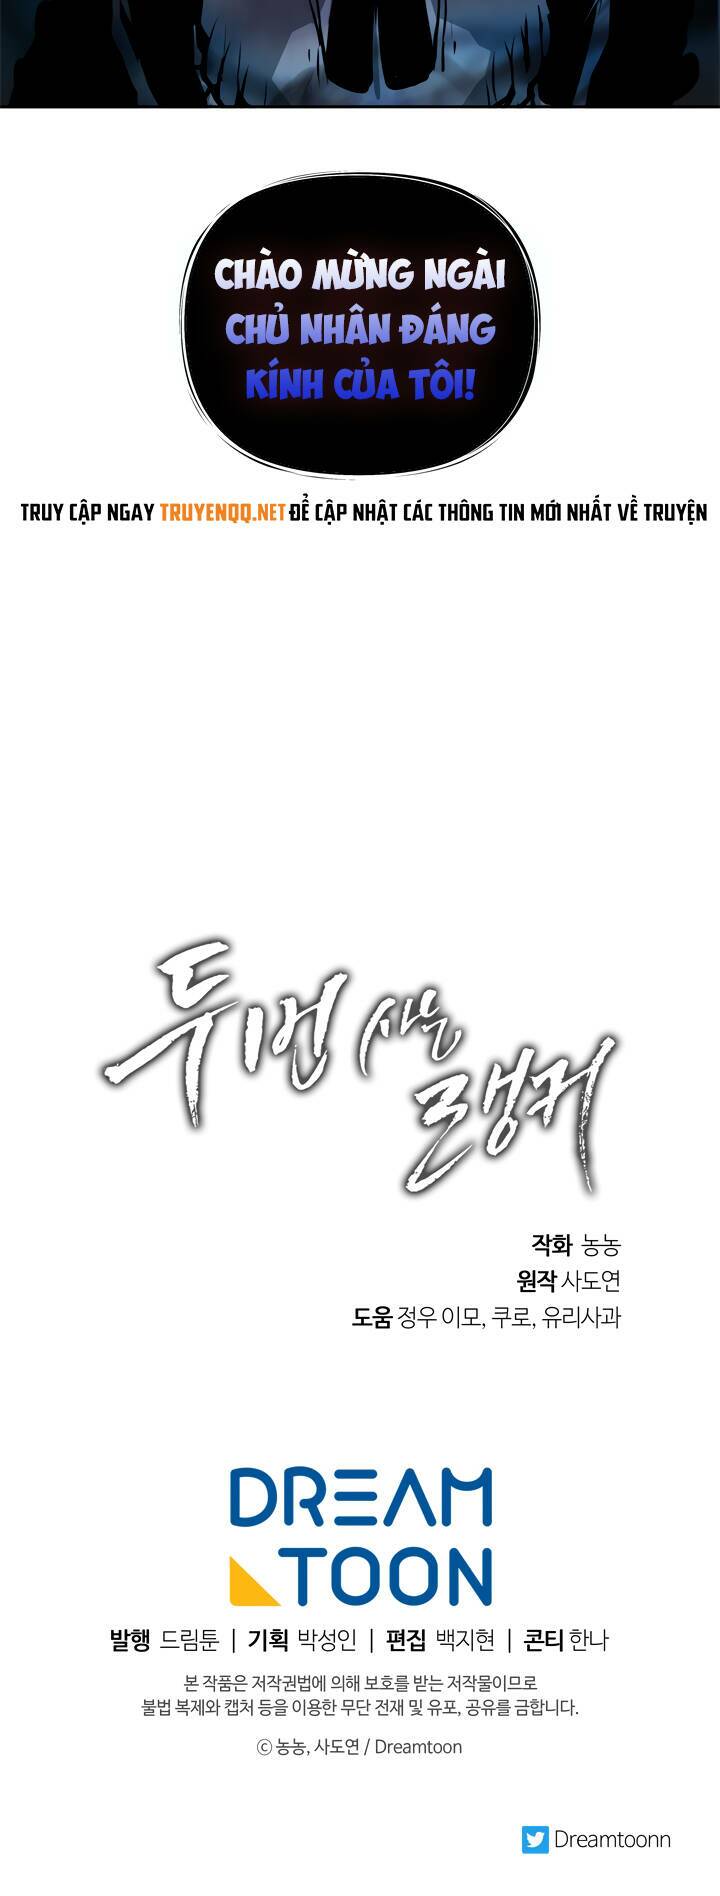 CHÀO MỪNG NGÀI
CHỦ NHÂN ĐÁNG
KÍNH CỦA TÔI!
TRUY CẬP NGAY TRUYENQQ.NET ĐỂ CẬP NHẬT CÁC THÔNG TIN MỚI NHẤT VỀ TRUYỆN
두 번 사는
랭커
작화 농농
원작 사도연
도움 정우 이모, 쿠로, 유리사과
DREAM
TOON
발행 드림툰 | 기획 박성인 | 편집 백지현 | 콘티 한나
본 작품은 저작권법에 의해 보호를 받는 저작물이므로
불법 복제와 캡처 등을 이용한 무단 전재 및 유포, 공유를 금합니다.
ⓒ 농농, 사도연 / Dreamtoon
Dreamtoonn